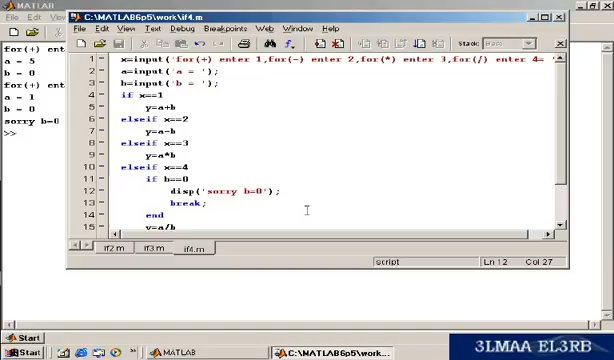 MATLAB
File Edit
for(+) ente
a = 5
b = 0
for(+) ente
a = 1
b = 0
sorry b=0
>>
C:\MATLAB6p5\work\if4.m
File Edit View Text Debug Breakpoints Web Window Help
Stack:
1 x=input('for(+) enter 1,for(-) enter 2,for(*) enter 3,for(/) enter 4=
2 a=input('a = ');
3 b=input('b = ');
4 if x==1
5 y=a+b
6 elseif x==2
7 y=a-b
8 elseif x==3
9 y=a*b
10 elseif x==4
11 if b==0
12 disp('sorry b=0');
13 break;
14 end
15 y=a/b
if2.m if3.m if4.m
script Ln 12 Col 27
Start
Start MATLAB C:\MATLAB6p5\work...
3LMAA EL3RB